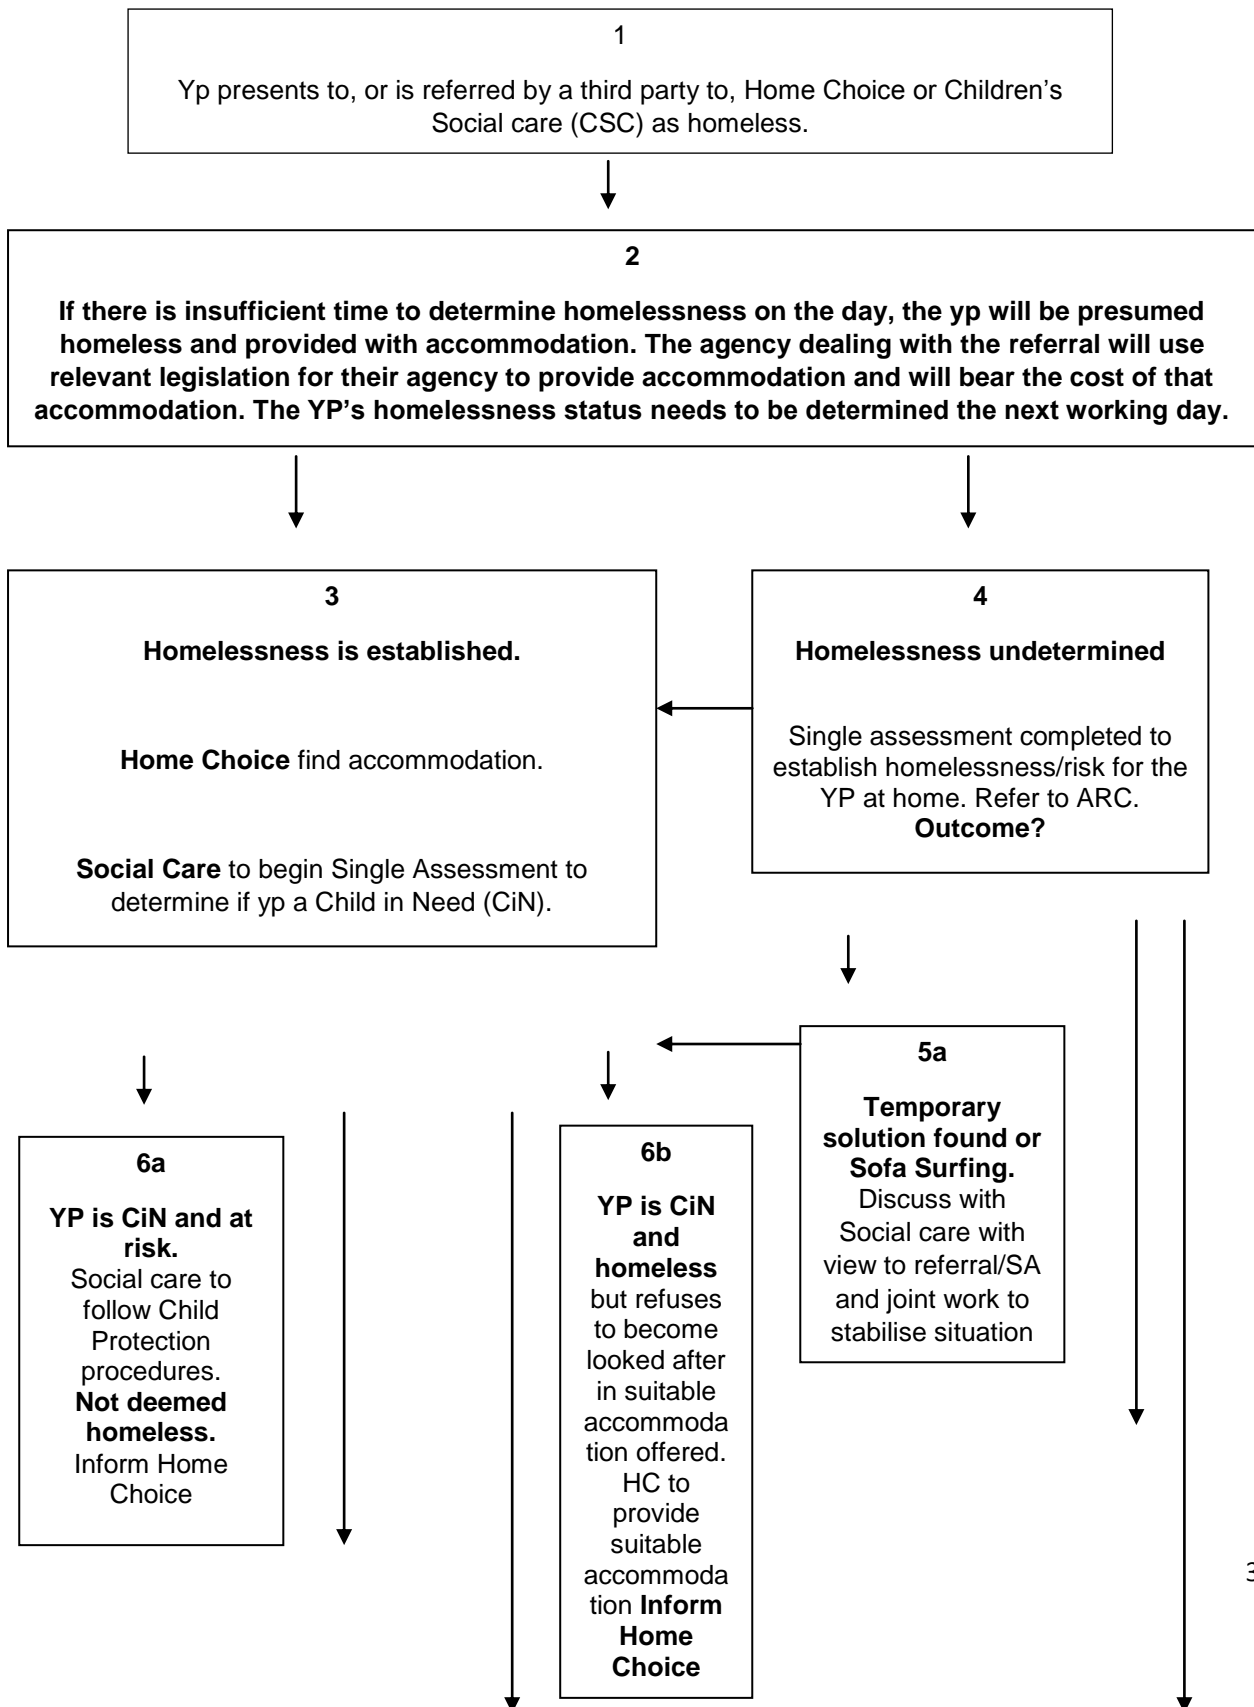 1
Yp presents to, or is referred by a third party to, Home Choice or Children's
Social care (CSC) as homeless.
2
If there is insufficient time to determine homelessness on the day, the yp will be presumed
homeless and provided with accommodation. The agency dealing with the referral will use
relevant legislation for their agency to provide accommodation and will bear the cost of that
accommodation. The YP's homelessness status needs to be determined the next working day.
3
Homelessness is established.
Home Choice find accommodation.
Social Care to begin Single Assessment to
determine if yp a Child in Need (CiN).
4
Homelessness undetermined
Single assessment completed to
establish homelessness/risk for the
YP at home. Refer to ARC.
Outcome?
5a
Temporary
solution found or
Sofa Surfing.
Discuss with
Social care with
view to referral/SA
and joint work to
stabilise situation
6a
YP is CiN and at
risk.
Social care to
follow Child
Protection
procedures.
Not deemed
homeless.
Inform Home
Choice
6b
YP is CiN
and
homeless
but refuses
to become
looked after
in suitable
accommoda
tion offered.
HC to
provide
suitable
accommoda
tion Inform
Home
Choice
3